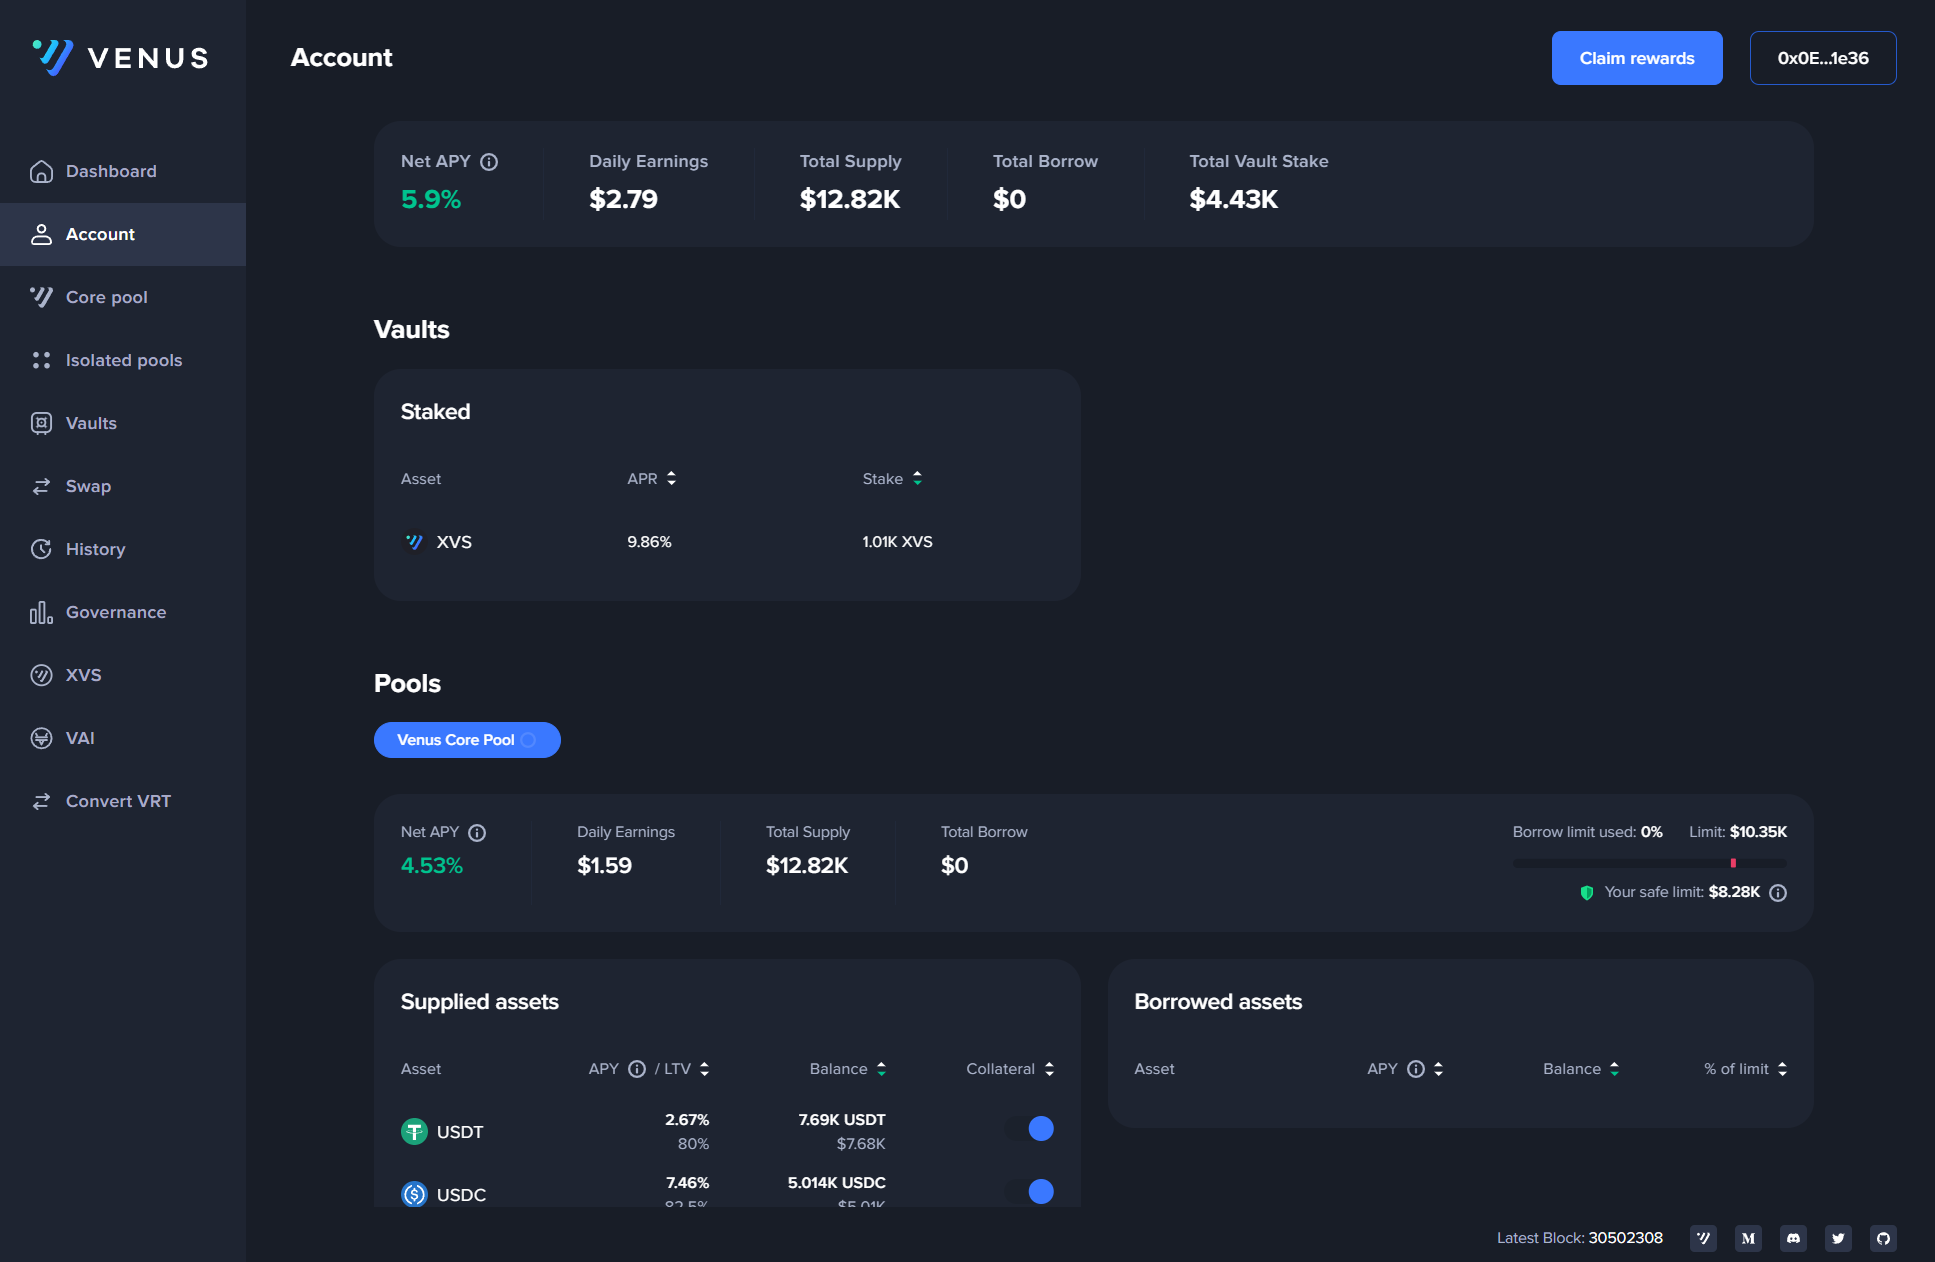 VENUS
Account
Claim rewards
0x0E...1e36
Dashboard
Account
Core pool
Isolated pools
Vaults
Swap
History
Governance
XVS
VAI
Convert VRT
Net APY
Daily Earnings
Total Supply
Total Borrow
Total Vault Stake
5.9%
$2.79
$12.82K
$0
$4.43K
Vaults
Staked
Asset
APR
Stake
XVS
9.86%
1.01K XVS
Pools
Venus Core Pool
Net APY
Daily Earnings
Total Supply
Total Borrow
4.53%
$1.59
$12.82K
$0
Borrow limit used: 0%
Limit: $10.35K
Your safe limit: $8.28K
Supplied assets
Asset
APY / LTV
Balance
Collateral
USDT
2.67%
80%
7.69K USDT
$7.68K
USDC
7.46%
82.5%
5.014K USDC
$5.01K
Borrowed assets
Asset
APY
Balance
% of limit
Latest Block: 30502308